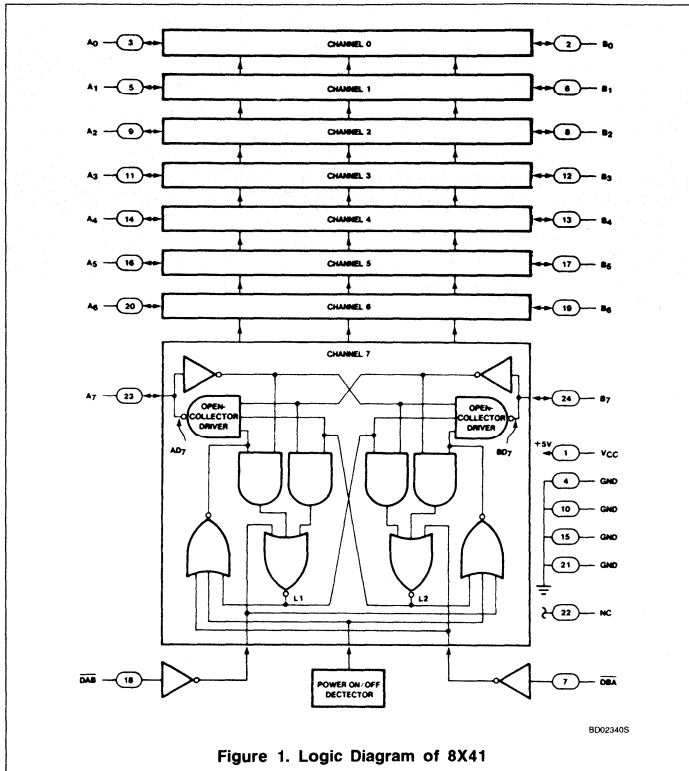 A0 3 CHANNEL 0 2 B0
A1 5 CHANNEL 1 6 B1
A2 9 CHANNEL 2 8 B2
A3 11 CHANNEL 3 12 B3
A4 14 CHANNEL 4 13 B4
A5 16 CHANNEL 5 17 B5
A6 20 CHANNEL 6 19 B6
CHANNEL 7
A7 23 24 B7
OPEN-
COLLECTOR
DRIVER
OPEN-
COLLECTOR
DRIVER
AD7
BD7
+5V
1 VCC
4 GND
10 GND
15 GND
21 GND
22 NC
L1
L2
DAB 18
POWER ON/OFF
DECTECTOR
7 DBA
BD02340S
Figure 1. Logic Diagram of 8X41